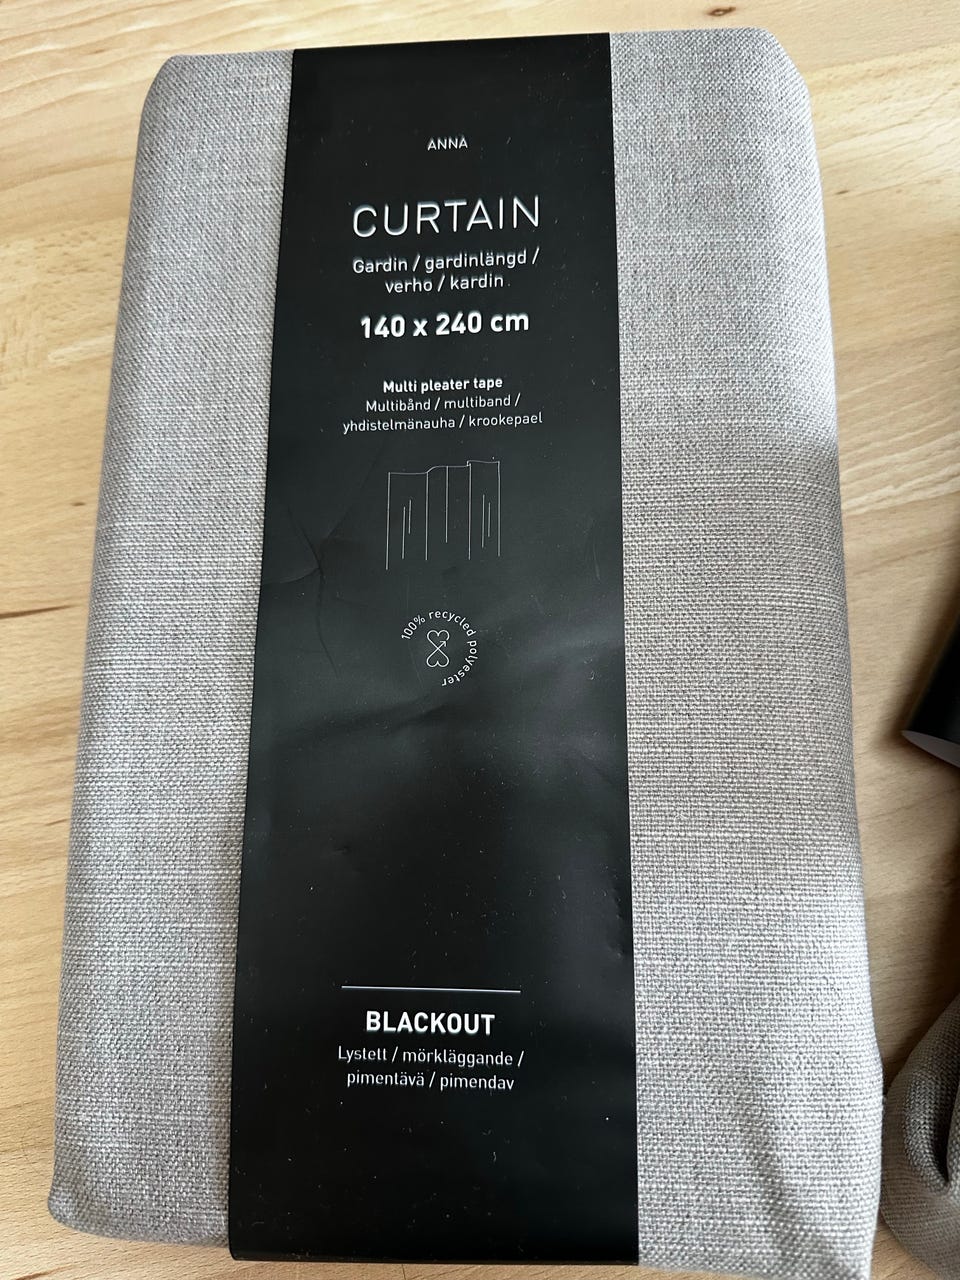 ANNA
CURTAIN
Gardin / gardinlängd /
verho / kardin
140 x 240 cm
Multi pleater tape
Multibånd / multiband /
yhdistelmänauha / krookepael
100% recycled polyester
BLACKOUT
Lystett / mörkläggande /
pimentävä / pimendav